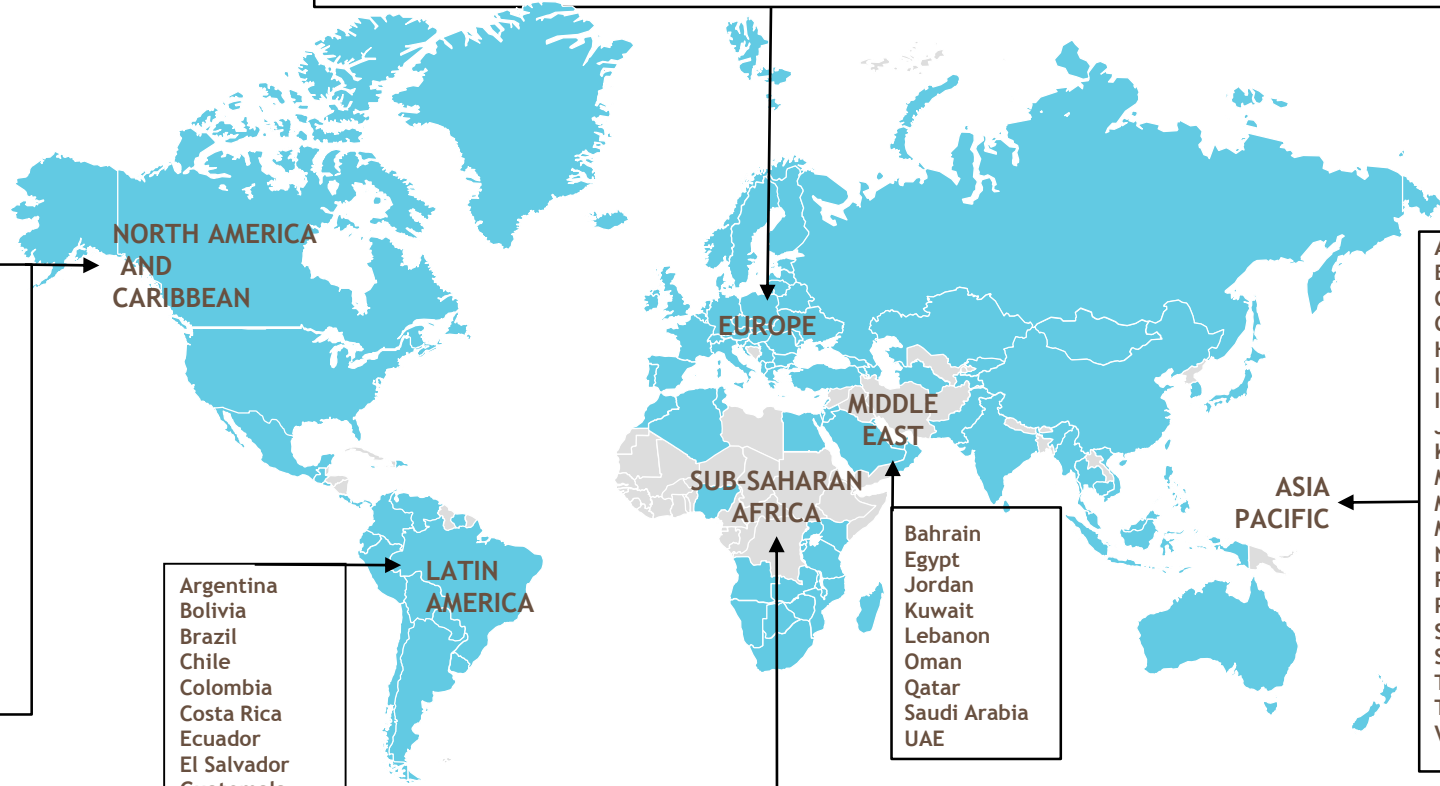 NORTH AMERICA
AND
CARIBBEAN
EUROPE
MIDDLE
EAST
SUB-SAHARAN
AFRICA
ASIA
PACIFIC
LATIN
AMERICA
Argentina
Bolivia
Brazil
Chile
Colombia
Costa Rica
Ecuador
El Salvador
Guatemala
Bahrain
Egypt
Jordan
Kuwait
Lebanon
Oman
Qatar
Saudi Arabia
UAE